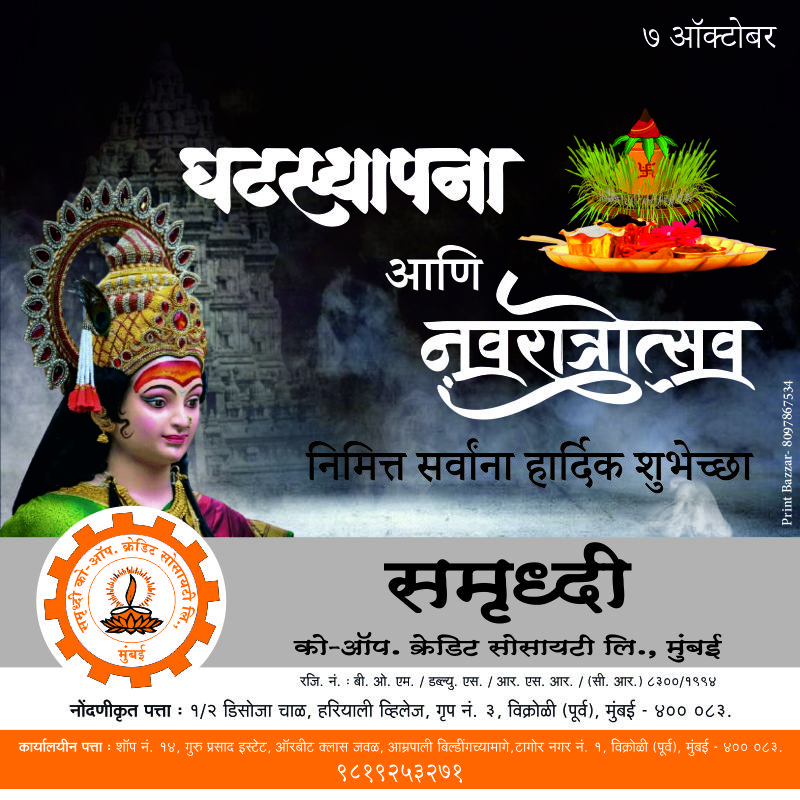 ७ ऑक्टोबर
घटस्थापना
आणि
नवरात्रोत्सव
निमित्त सर्वांना हार्दिक शुभेच्छा
Print Bazzar- 8097867534
समृध्दी को-ऑप. क्रेडिट सोसायटी लि.,
मुंबई
समृध्दी
को-ऑप. क्रेडिट सोसायटी लि., मुंबई
रजि. नं. : बी. ओ. एम. / डब्ल्यु. एस. / आर. एस. आर. / (सी. आर.) ८३००/१९९४
नोंदणीकृत पत्ता : १/२ डिसोजा चाळ, हरियाली व्हिलेज, गृप नं. ३, विक्रोळी (पूर्व), मुंबई - ४०० ०८३.
कार्यालयीन पत्ता : शॉप नं. १४, गुरु प्रसाद इस्टेट, ऑरबीट क्लास जवळ, आम्रपाली बिल्डींगच्यामागे,टागोर नगर नं. १, विक्रोळी (पूर्व), मुंबई - ४०० ०८३.
९८१९२५३२७१